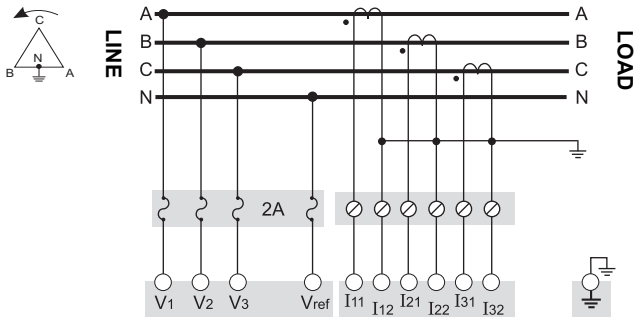 C
N
B A
LINE
LOAD
A A
B B
C C
N N
2A
V1 V2 V3 Vref I11 I12 I21 I22 I31 I32